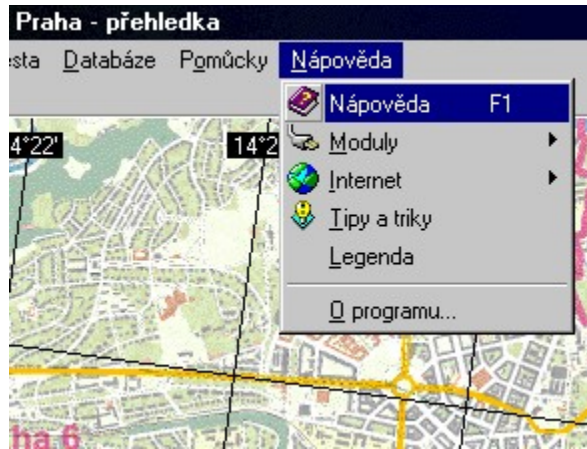 Praha - přehledka
sta Databáze Pomůcky Nápověda
Nápověda F1
4°22' 14°2
Moduly
Internet
Tipy a triky
Legenda
O programu...
ha 6